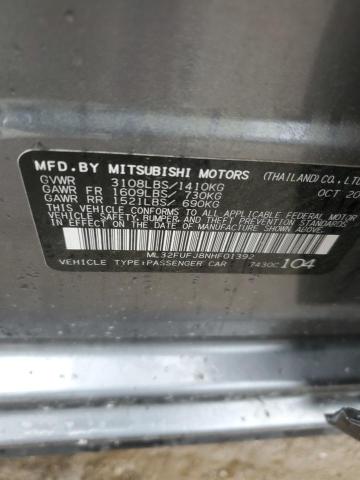 MFD.BY MITSUBISHI MOTORS (THAILAND) CO., LTD
GVWR 3108LBS/1410KG OCT 20
GAWR FR 1609LBS/ 730KG
GAWR RR 1521LBS/ 690KG
THIS VEHICLE CONFORMS TO ALL APPLICABLE
FEDERAL MOTOR VEHICLE
SAFETY, BUMPER, AND THEFT PREVENTION STANDARDS
IN EFFECT ON THE DATE OF MANUFACTURE SHOWN ABOVE.
ML32FUFJ8NHF01392
VEHICLE TYPE:PASSENGER CAR 7430C 104